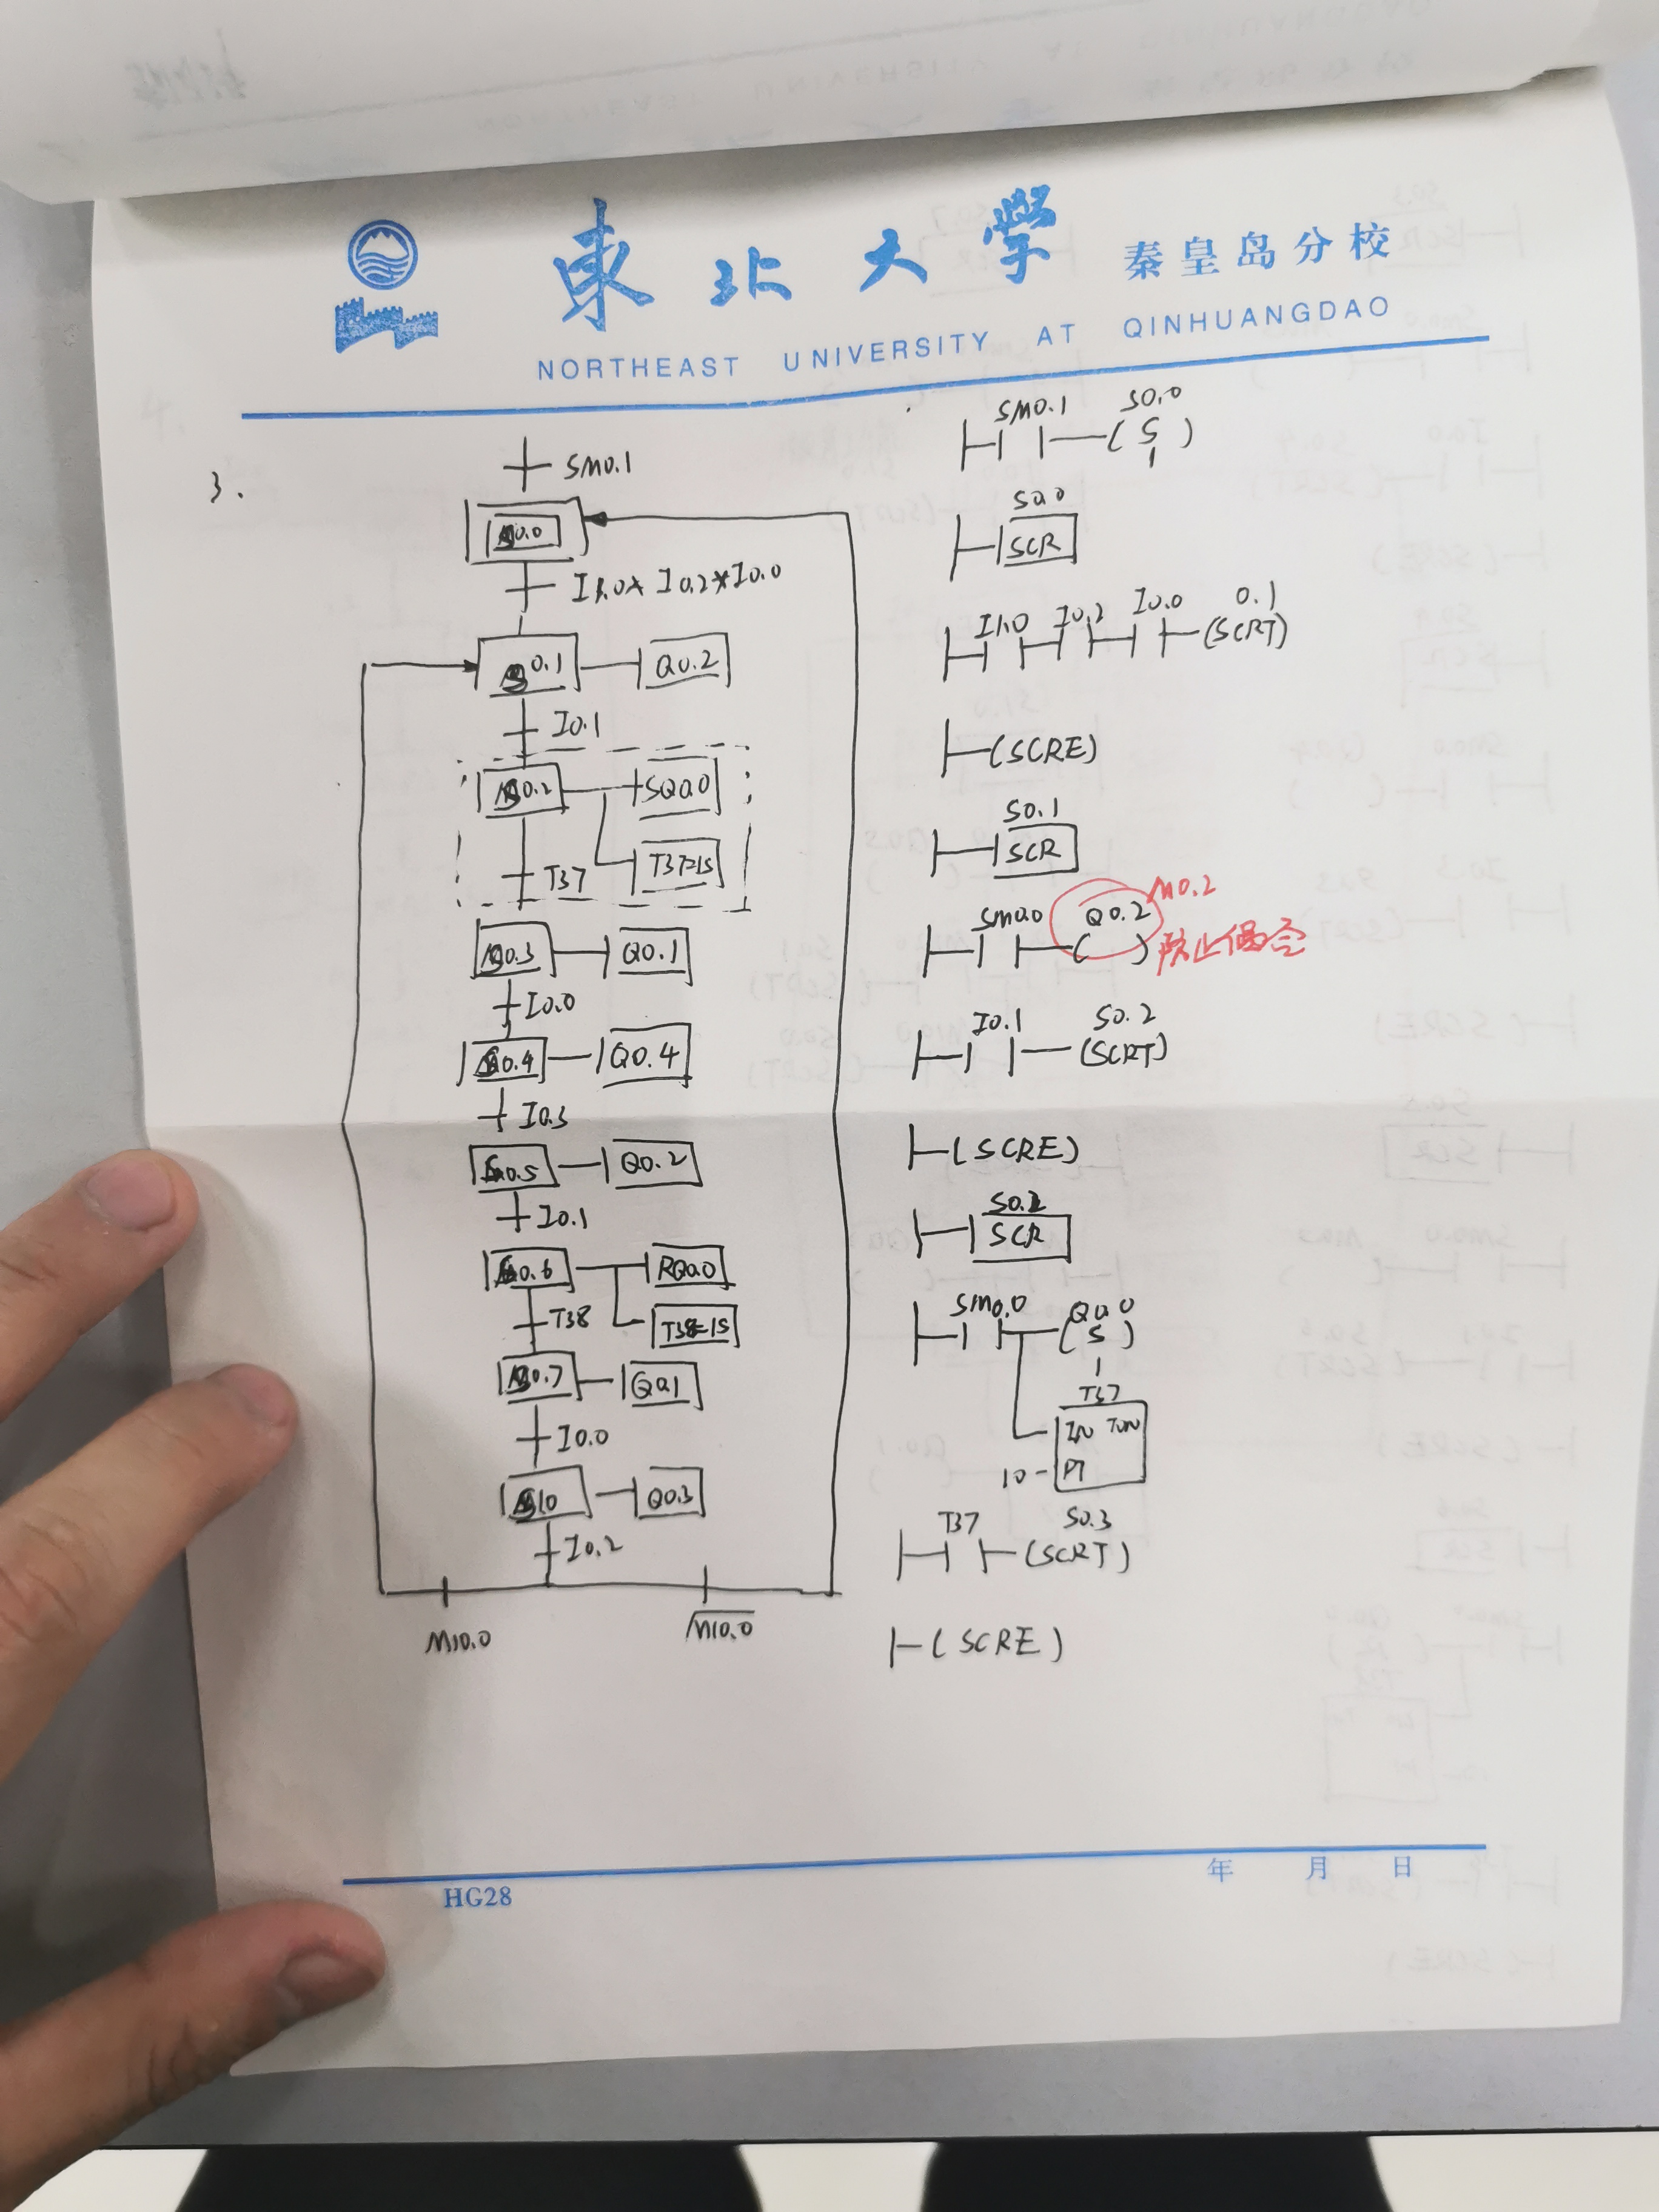 東北大学 秦皇岛分校
NORTHEAST UNIVERSITY AT QINHUANGDAO
3.
SM0.1
S0.0
I1.0* I0.2*I0.0
S0.1 Q0.2
I0.1
S0.2 SQ0.0
T37=1S
T37
S0.3 Q0.1
I0.0
S0.4 Q0.4
I0.3
S0.5 Q0.2
I0.1
S0.6 RQ0.0
T38=1S
T38
S0.7 Q0.1
I0.0
S1.0 Q0.3
I0.2
M10.0 M10.0
SM0.1 S0.0
( S )
1
S0.0
SCR
I1.0 I0.2 I0.0 0.1
(SCRT)
(SCRE)
S0.1
SCR
SM0.0 Q0.2 M0.2
( ) 防止偶合
I0.1 S0.2
(SCRT)
(SCRE)
S0.2
SCR
SM0.0 Q0.0
( S )
1
T37
IN TON
10- PT
T37 S0.3
(SCRT)
(SCRE)
年 月 日
HG28